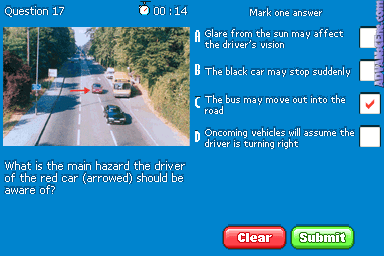 Question 17
00 : 14
Mark one answer
A Glare from the sun may affect
the driver's vision
B The black car may stop suddenly
C The bus may move out into the
road
D Oncoming vehicles will assume the
driver is turning right
What is the main hazard the driver
of the red car (arrowed) should be
aware of?
Clear
Submit